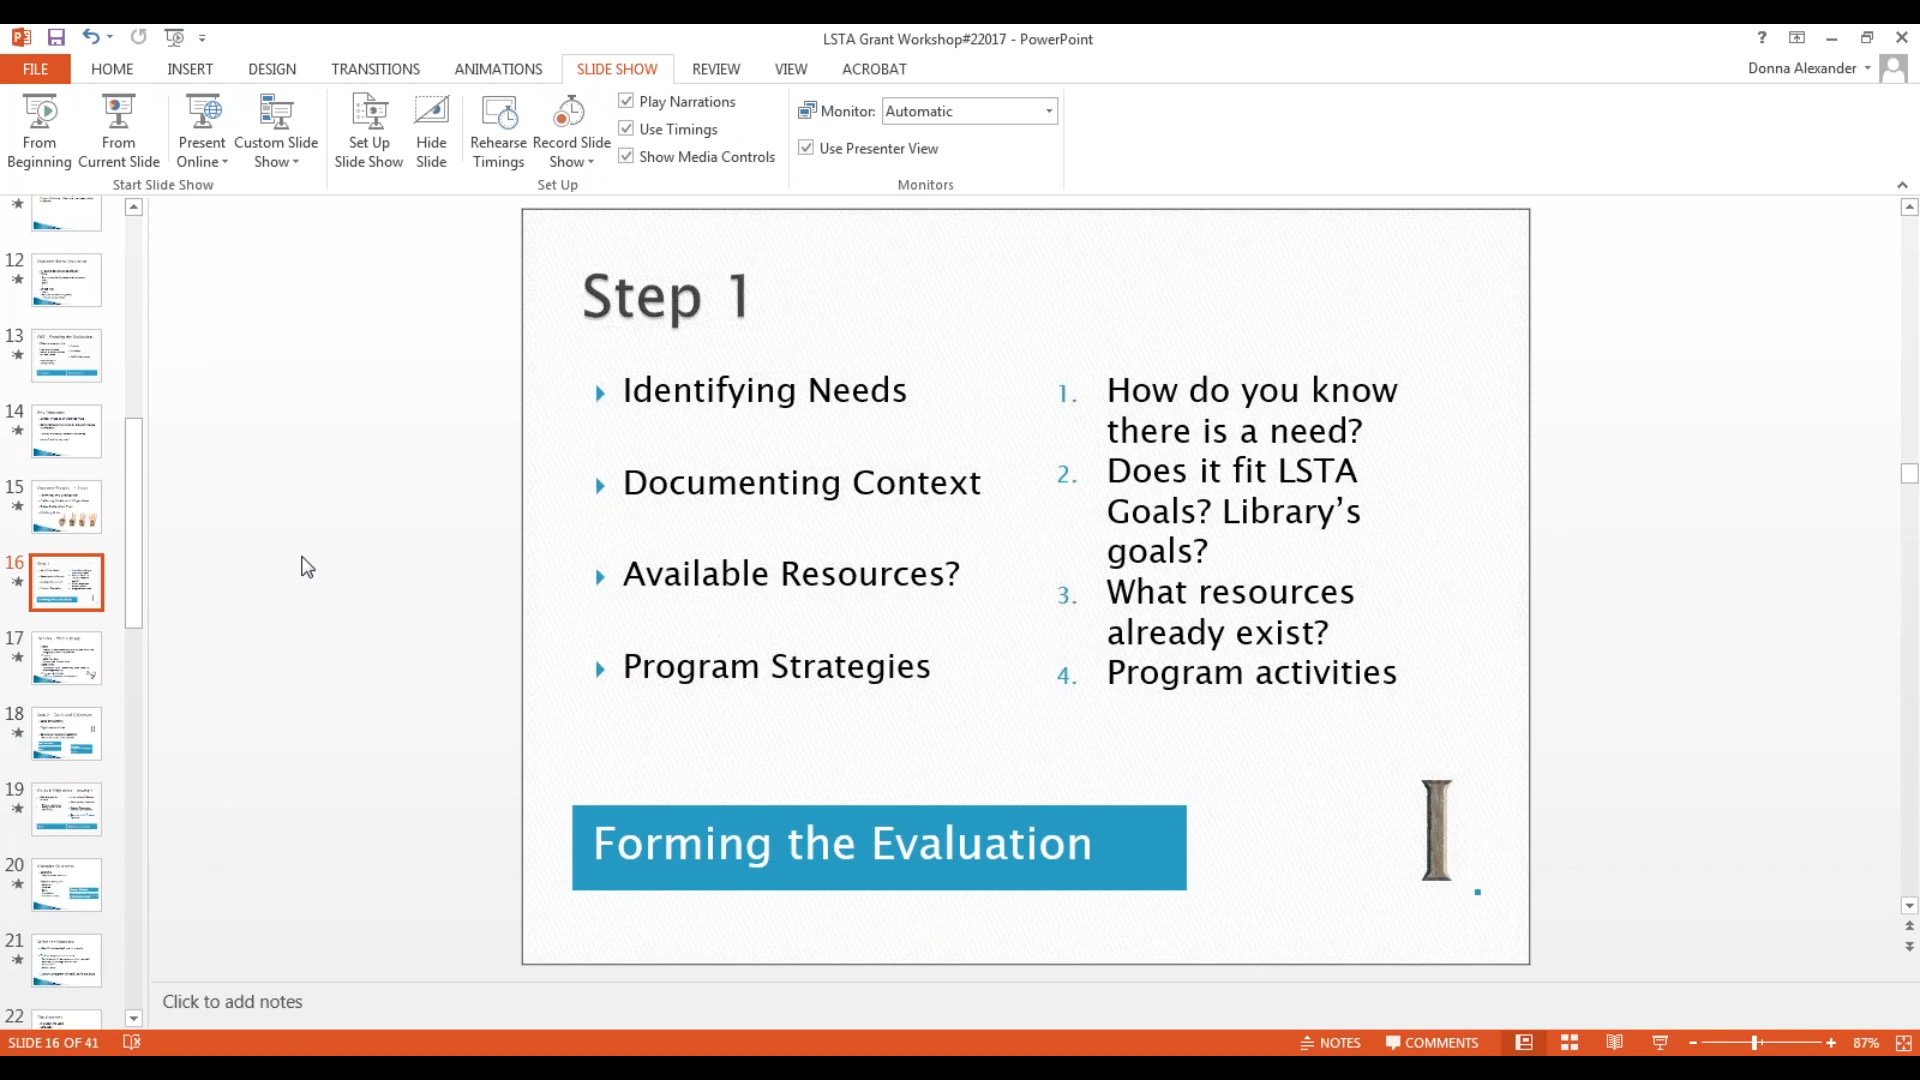 LSTA Grant Workshop#22017 - PowerPoint
?
FILE HOME INSERT DESIGN TRANSITIONS ANIMATIONS SLIDE SHOW REVIEW VIEW ACROBAT
Donna Alexander
From Beginning
From Current Slide
Present Online
Custom Slide Show
Start Slide Show
Set Up Slide Show
Hide Slide
Rehearse Timings
Record Slide Show
Play Narrations
Use Timings
Show Media Controls
Set Up
Monitor: Automatic
Use Presenter View
Monitors
12
13
14
15
16
17
18
19
20
21
22
Step 1
Identifying Needs
Documenting Context
Available Resources?
Program Strategies
1. How do you know
there is a need?
2. Does it fit LSTA
Goals? Library’s
goals?
3. What resources
already exist?
4. Program activities
Forming the Evaluation
I
Click to add notes
SLIDE 16 OF 41
NOTES COMMENTS 87%